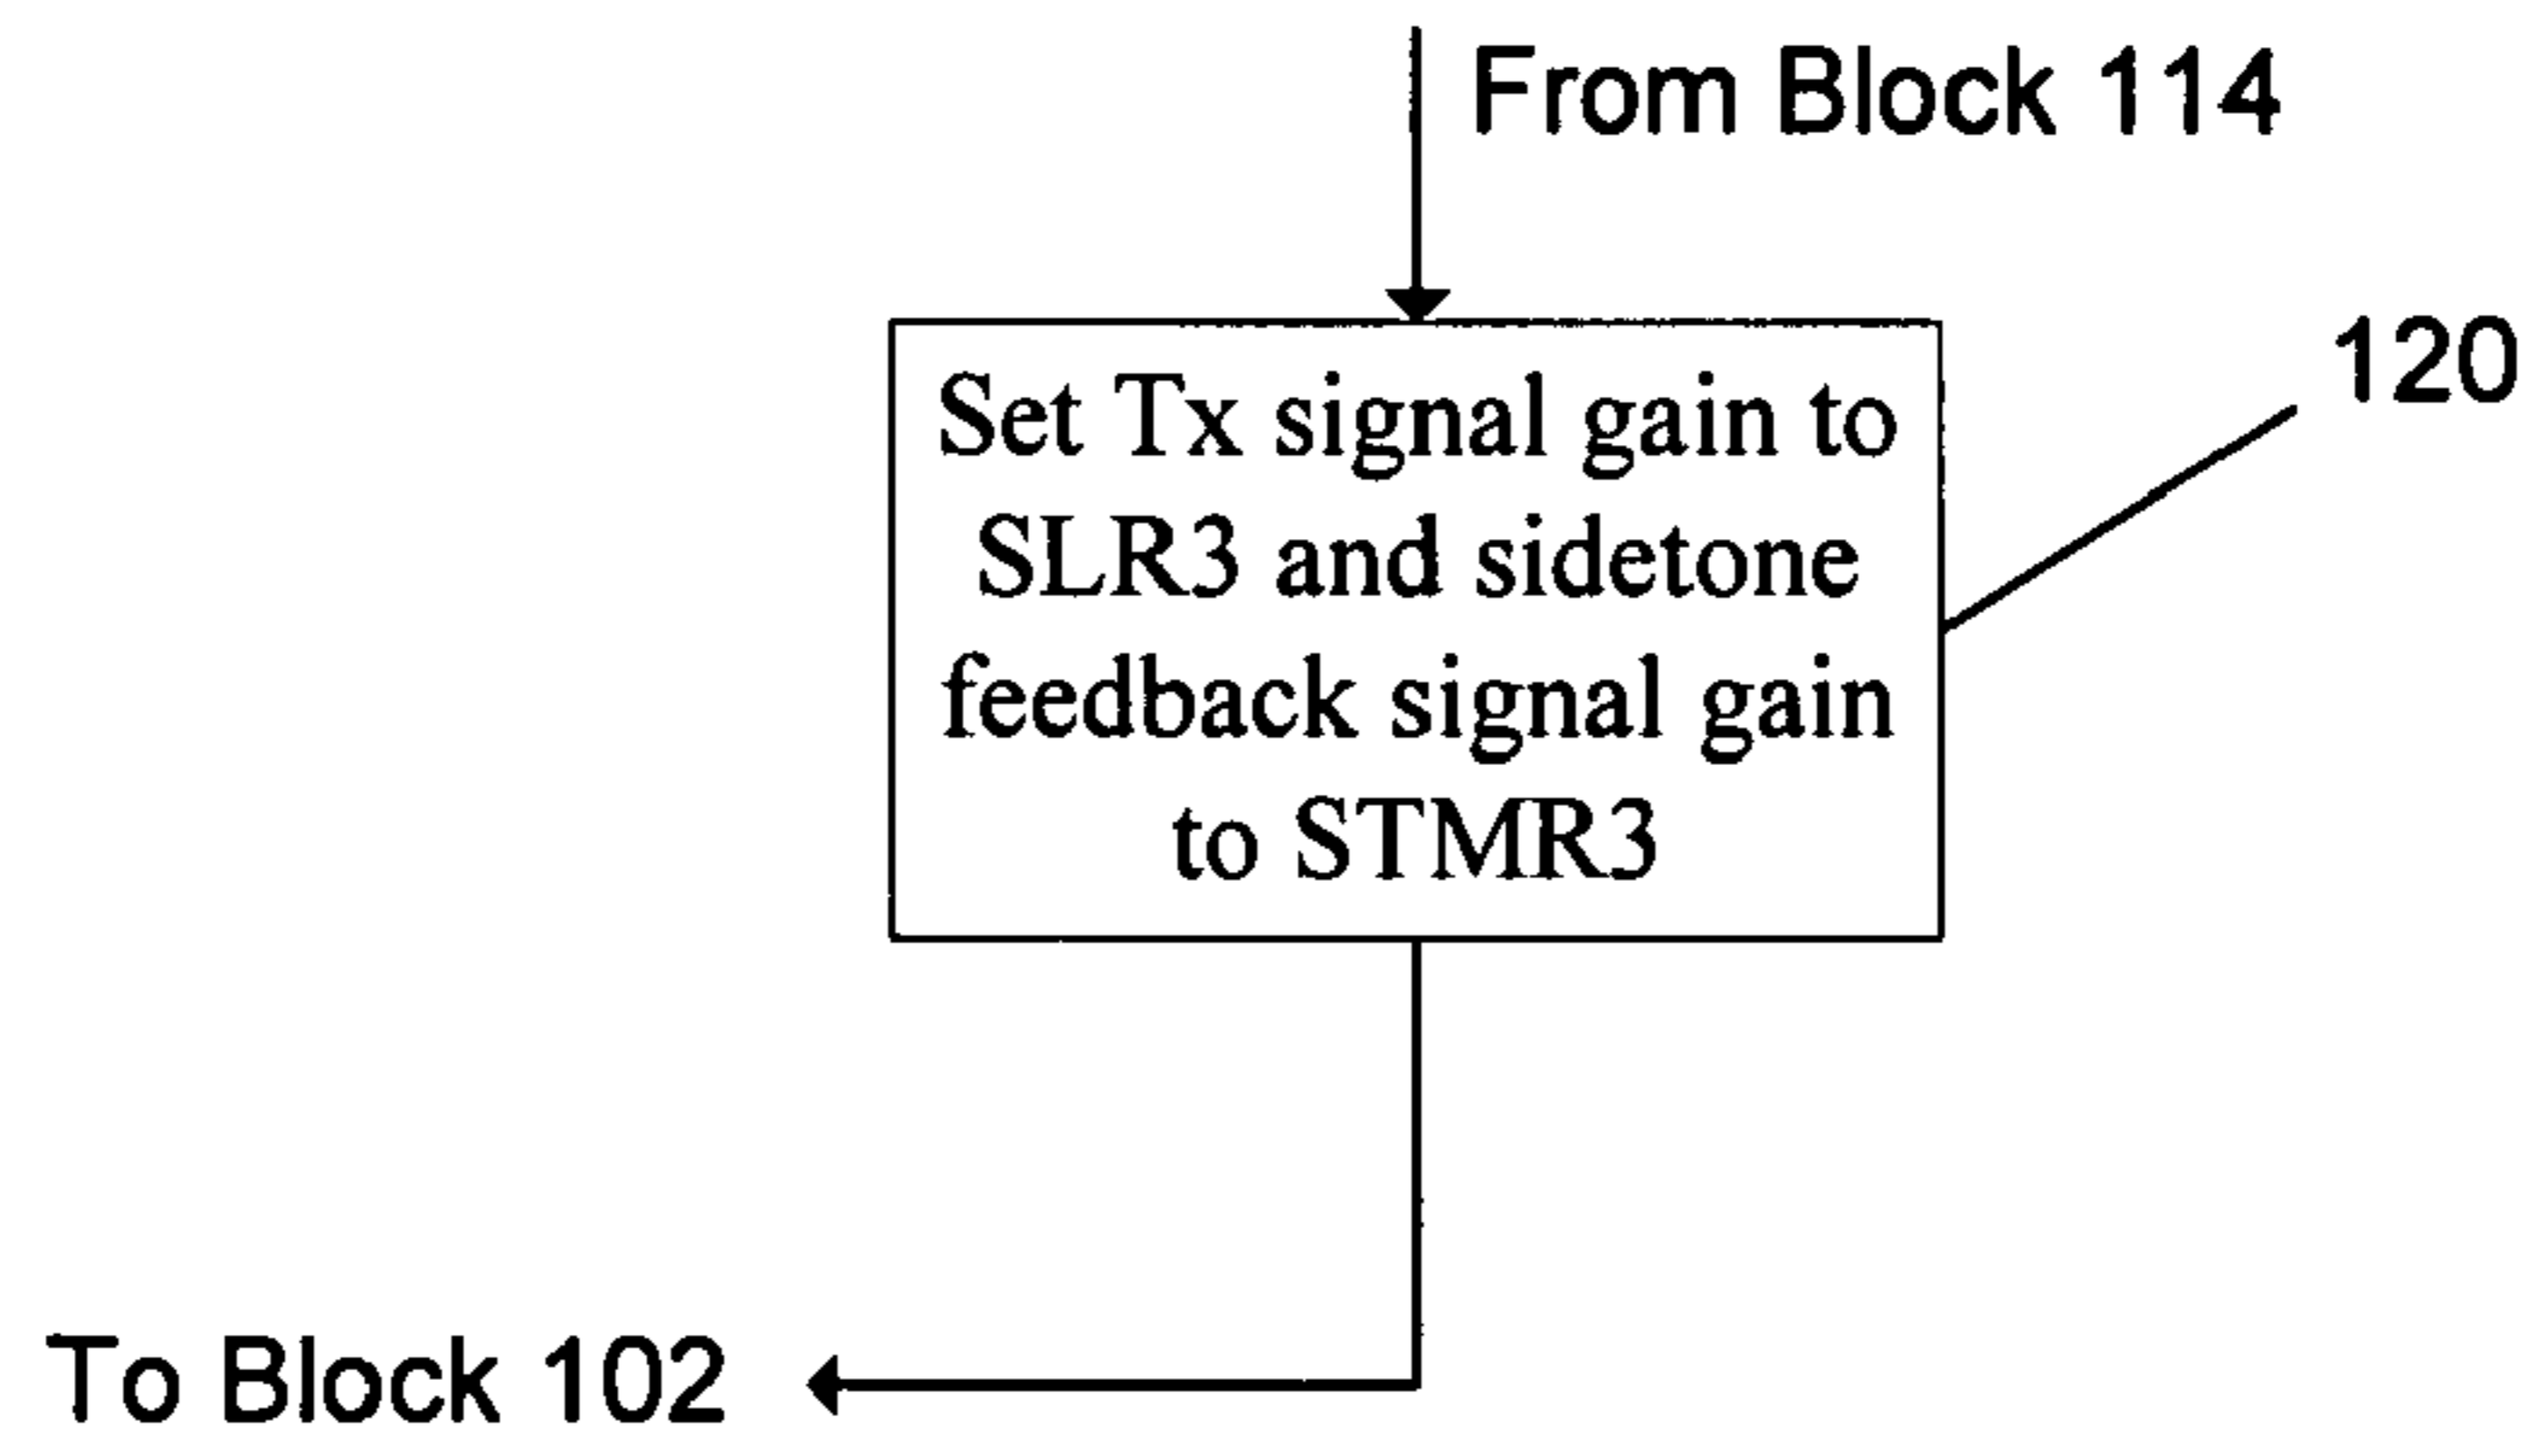 From Block 114
120
Set Tx signal gain to
SLR3 and sidetone
feedback signal gain
to STMR3
To Block 102